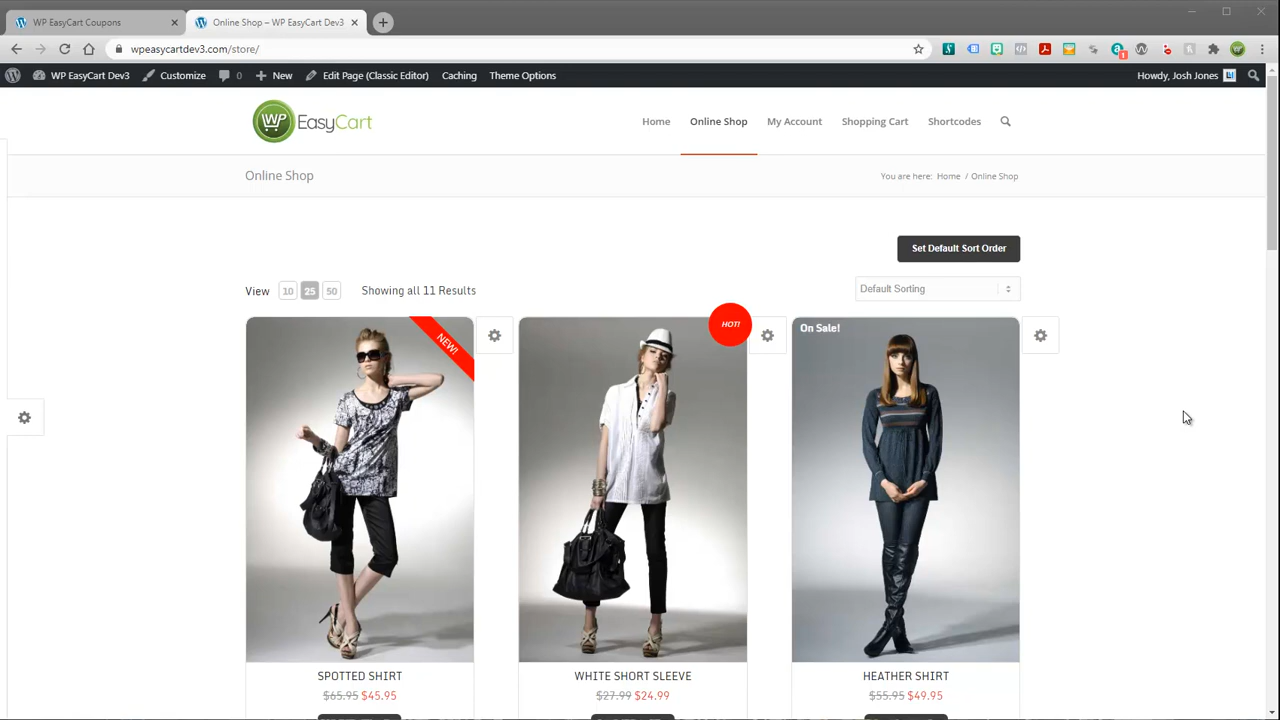 WP EasyCart Coupons
Online Shop – WP EasyCart Dev3
wpeasycartdev3.com/store/
WP EasyCart Dev3
Customize
0
New
Edit Page (Classic Editor)
Caching
Theme Options
Howdy, Josh Jones
WP EasyCart
Home
Online Shop
My Account
Shopping Cart
Shortcodes
Online Shop
You are here: Home / Online Shop
Set Default Sort Order
View 10 25 50 Showing all 11 Results
Default Sorting
NEW!
HOT!
On Sale!
SPOTTED SHIRT
$65.95 $45.95
WHITE SHORT SLEEVE
$27.99 $24.99
HEATHER SHIRT
$55.95 $49.95